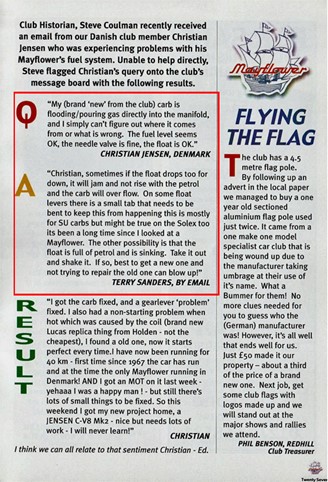 Club Historian, Steve Coulman recently received
an email from our Danish club member Christian
Jensen who was experiencing problems with his
Mayflower's fuel system. Unable to help directly,
Steve flagged Christian's query onto the club's
message board with the following results.
Q
"My (brand 'new' from the club) carb is
flooding/pouring gas directly into the manifold,
and I simply can't figure out where it comes
from or what is wrong. The fuel level seems
OK, the needle valve is fine, the float is OK."
CHRISTIAN JENSEN, DENMARK
A
"Christian, sometimes if the float drops too far
down, it will jam and not rise with the petrol
and the carb will over flow. On some float
levers there is a small tab that needs to be
bent to keep this from happening this is mostly
for SU carbs but might be true on the Solex too
its been a long time since I looked at a
Mayflower. The other possibility is that the
float is full of petrol and is sinking. Take it out
and shake it. If so, best to get a new one and
not trying to repair the old one can blow up!"
TERRY SANDERS, BY EMAIL
RESULT
"I got the carb fixed, and a gearlever 'problem'
fixed. I also had a non-starting problem when
hot which was caused by the coil (brand new
Lucas replica thing from Holden - not the
cheapest), I found a old one, now it starts
perfect every time. I have now been running for
90 km - first time since 1967 the car has run
and at the time the only Mayflower running in
Denmark! AND I got an MOT on it last week -
yehaaa I was a happy man ! - but still there's
lots of small things to be fixed. So this
weekend I got my new project home, a
JENSEN C-V8 Mk2 - nice but needs lots of
work - I will never learn!"
CHRISTIAN
I think we can all relate to that sentiment Christian - Ed.
Mayflower
FLYING
THE FLAG
The club has a 4.5
metre flag pole.
By following up an
advert in the local paper
we managed to buy a one
year old sectioned
aluminium flag pole used
just twice. It came from a
one make one model
specialist car club that is
being wound up due to
the manufacturer taking
umbrage at their use of
it's name. What a
Bummer for them! No
more clues needed for
you to guess who the
(German) manufacturer
was! However, it's all well
that ends well for us.
Just £50 made it our
property – about a third
of the price of a brand
new one. Next job, get
some club flags with
logos made up and we
will stand out at the
major shows and rallies
we attend.
PHIL BENSON, REDHILL
Club Treasurer
Twenty Seven